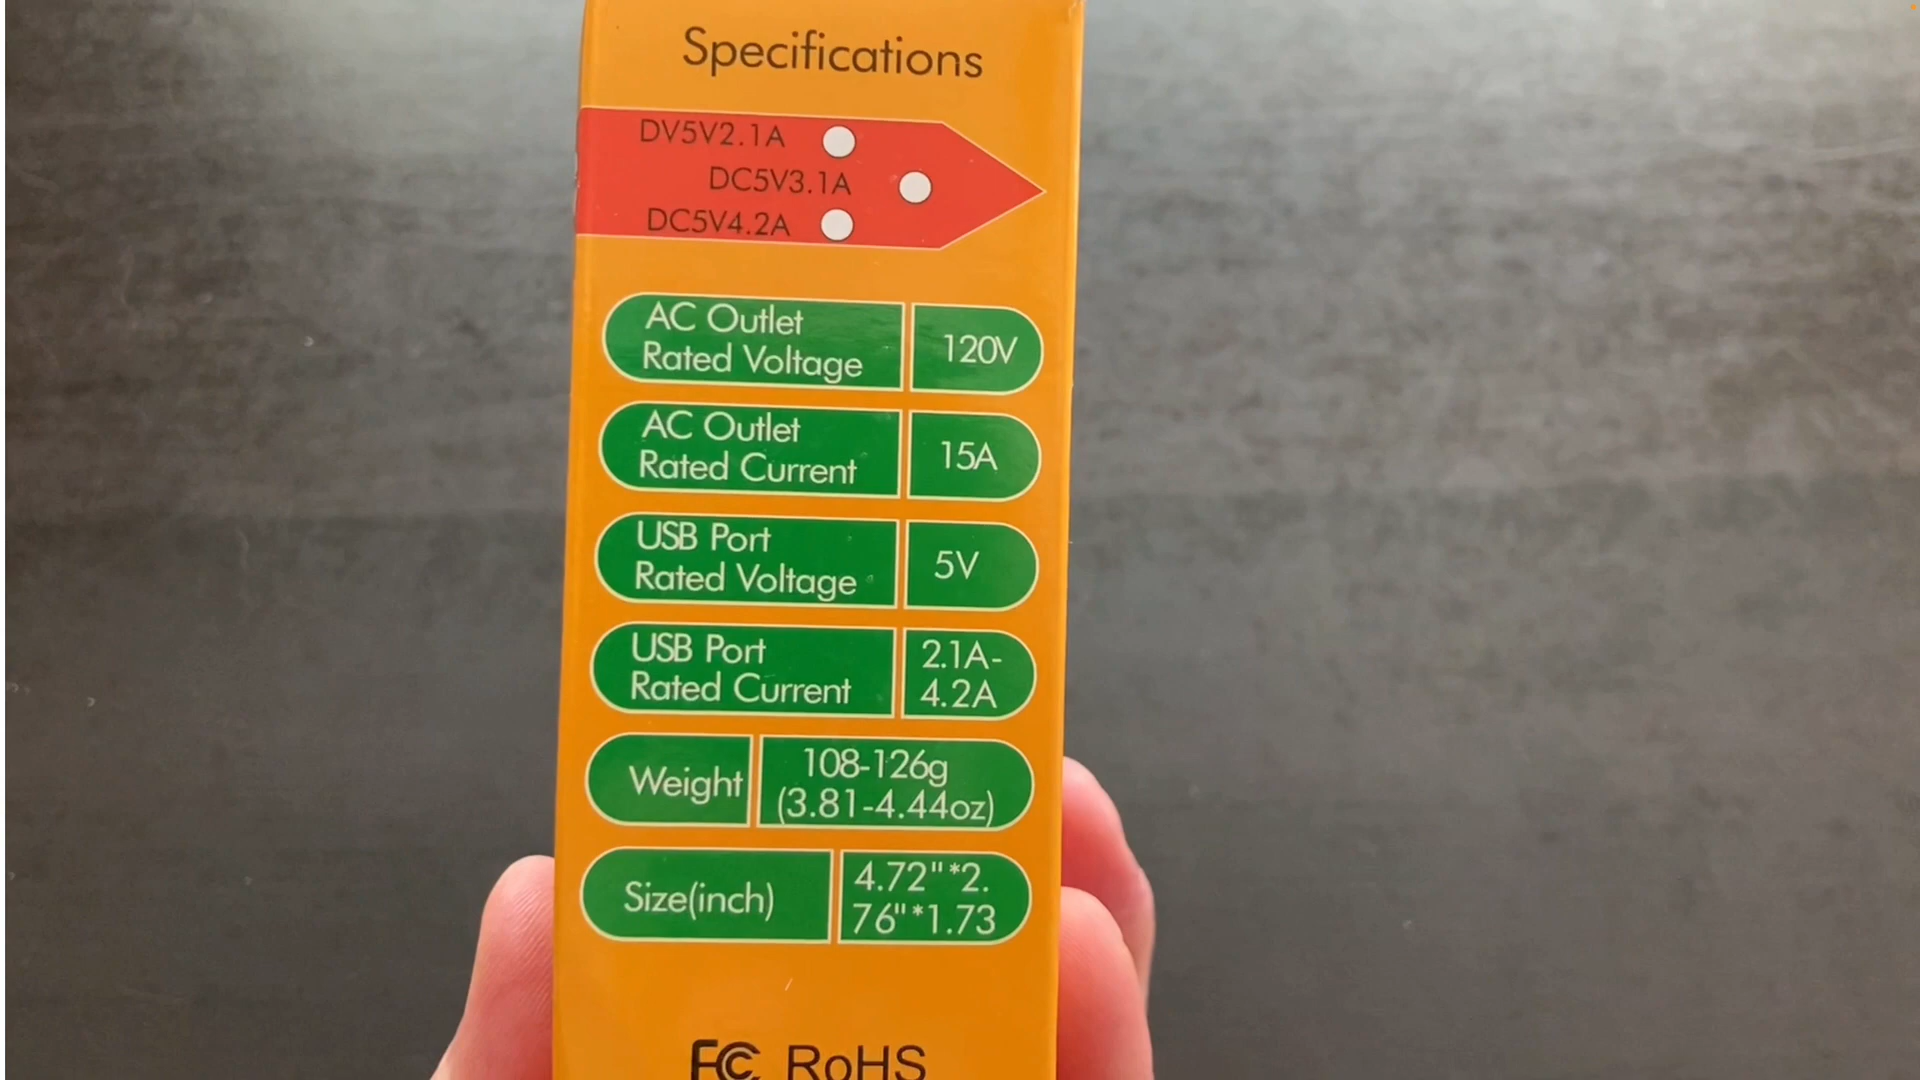 Specifications
DV5V2.1A
DC5V3.1A
DC5V4.2A
AC Outlet
Rated Voltage
120V
AC Outlet
Rated Current
15A
USB Port
Rated Voltage
5V
USB Port
Rated Current
2.1A-
4.2A
Weight
108-126g
(3.81-4.44oz)
Size(inch)
4.72"*2.
76"*1.73
FC RoHS